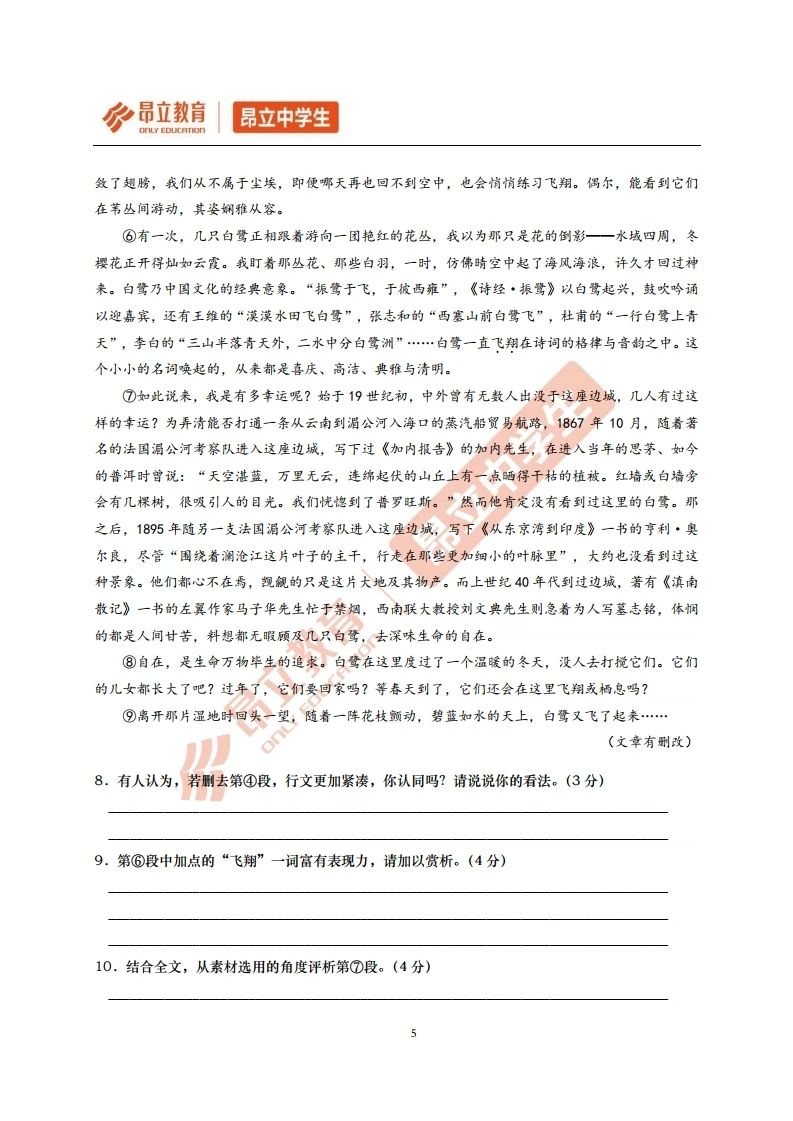 昂立教育
ONLY EDUCATION
昂立中学生
敛了翅膀，我们从不属于尘埃，即便哪天再也回不到空中，也会悄悄练习飞翔。偶尔，能看到它们
在苇丛间游动，其姿娴雅从容。
⑥有一次，几只白鹭正相跟着游向一团艳红的花丛，我以为那只是花的倒影——水域四周，冬
樱花正开得灿如云霞。我盯着那丛花、那些白羽，一时，仿佛晴空中起了海风海浪，许久才回过神
来。白鹭乃中国文化的经典意象。“振鹭于飞，于彼西雍”，《诗经·振鹭》以白鹭起兴，鼓吹吟诵
以迎嘉宾，还有王维的“漠漠水田飞白鹭”，张志和的“西塞山前白鹭飞”，杜甫的“一行白鹭上青
天”，李白的“三山半落青天外，二水中分白鹭洲”……白鹭一直飞翔在诗词的格律与音韵之中。这
个小小的名词唤起的，从来都是喜庆、高洁、典雅与清明。
⑦如此说来，我是有多幸运呢？始于 19 世纪初，中外曾有无数人出没于这座边城，几人有过这
样的幸运？为弄清能否打通一条从云南到湄公河入海口的蒸汽船贸易航路，1867 年 10 月，随着著
名的法国湄公河考察队进入这座边城，写下过《加内报告》的加内先生，在进入当年的思茅、如今
的普洱时曾说：“天空湛蓝，万里无云，连绵起伏的山丘上有一点晒得干枯的植被。红墙或白墙旁
会有几棵树，很吸引人的目光。我们恍惚到了普罗旺斯。”然而他肯定没有看到过这里的白鹭。那
之后，1895 年随另一支法国湄公河考察队进入这座边城，写下《从东京湾到印度》一书的亨利·奥
尔良，尽管“围绕着澜沧江这片叶子的主干，行走在那些更加细小的叶脉里”，大约也没看到过这
种景象。他们都心不在焉，觊觎的只是这片大地及其物产。而上世纪 40 年代到过边城，著有《滇南
散记》一书的左翼作家马子华先生忙于禁烟，西南联大教授刘文典先生则急着为人写墓志铭，体悯
的都是人间甘苦，料想都无暇顾及几只白鹭，去深味生命的自在。
⑧自在，是生命万物毕生的追求。白鹭在这里度过了一个温暖的冬天，没人去打搅它们。它们
的儿女都长大了吧？过年了，它们要回家吗？等春天到了，它们还会在这里飞翔或栖息吗？
⑨离开那片湿地时回头一望，随着一阵花枝颤动，碧蓝如水的天上，白鹭又飞了起来……
（文章有删改）
8．有人认为，若删去第④段，行文更加紧凑，你认同吗？请说说你的看法。（3 分）
9．第⑥段中加点的“飞翔”一词富有表现力，请加以赏析。（4 分）
10．结合全文，从素材选用的角度评析第⑦段。（4 分）
5
昂立教育
ONLY EDUCATION
昂立中学生